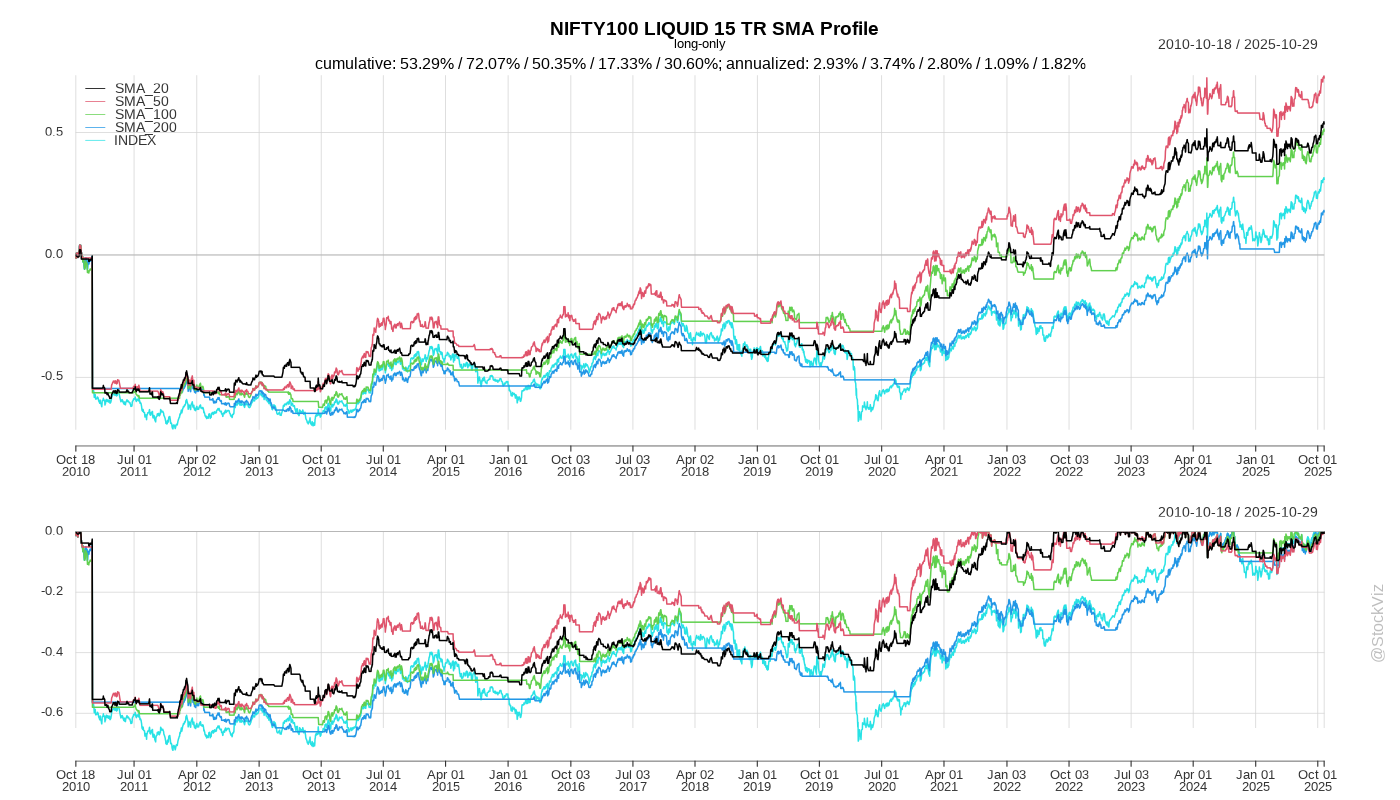 NIFTY100 LIQUID 15 TR SMA Profile
long-only
2010-10-18 / 2025-10-29
cumulative: 53.29% / 72.07% / 50.35% / 17.33% / 30.60%; annualized: 2.93% / 3.74% / 2.80% / 1.09% / 1.82%
SMA_20
SMA_50
SMA_100
SMA_200
INDEX
0.5
0.0
-0.5
Oct 18 Jul 01 Apr 02 Jan 01 Oct 01 Jul 01 Apr 01 Jan 01 Oct 03 Jul 03 Apr 02 Jan 01 Oct 01 Jul 01 Apr 01 Jan 03 Oct 03 Jul 03 Apr 01 Jan 01 Oct 01
2010 2011 2012 2013 2013 2014 2015 2016 2016 2017 2018 2019 2019 2020 2021 2022 2022 2023 2024 2025 2025
2010-10-18 / 2025-10-29
0.0
-0.2
-0.4
-0.6
Oct 18 Jul 01 Apr 02 Jan 01 Oct 01 Jul 01 Apr 01 Jan 01 Oct 03 Jul 03 Apr 02 Jan 01 Oct 01 Jul 01 Apr 01 Jan 03 Oct 03 Jul 03 Apr 01 Jan 01 Oct 01
2010 2011 2012 2013 2013 2014 2015 2016 2016 2017 2018 2019 2019 2020 2021 2022 2022 2023 2024 2025 2025
@StockViz